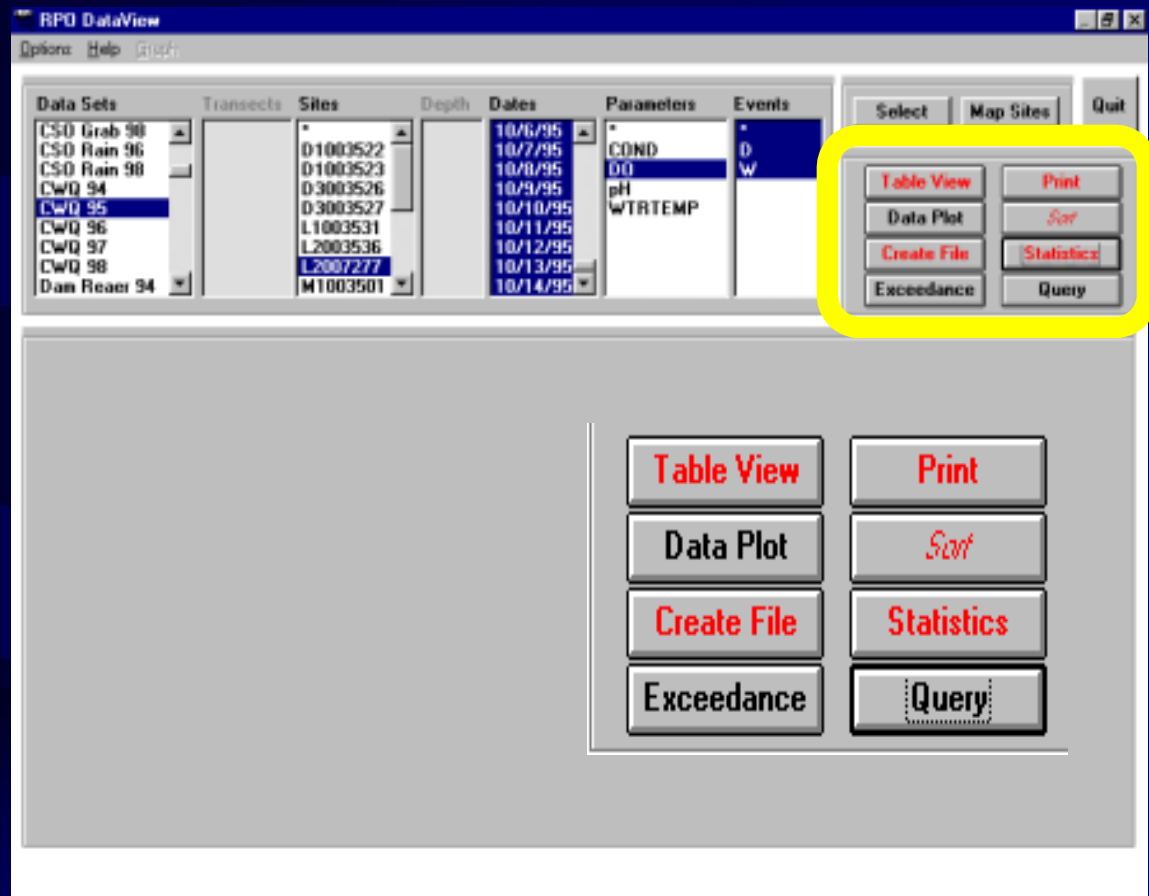 RPO DataView
Options Help Graph
Data Sets Transects Sites Depth Dates Parameters Events
CSO Grab 98
CSO Rain 96
CSO Rain 98
CWQ 94
CWQ 95
CWQ 96
CWQ 97
CWQ 98
Dam Reaer 94
*
D1003522
D1003523
D3003526
D3003527
L1003531
L2003536
L2007277
M1003501
10/6/95
10/7/95
10/8/95
10/9/95
10/10/95
10/11/95
10/12/95
10/13/95
10/14/95
*
COND
DO
pH
WTRTEMP
*
D
W
Select Map Sites Quit
Table View Print
Data Plot Sort
Create File Statistics
Exceedance Query
Table View Print
Data Plot Sort
Create File Statistics
Exceedance Query